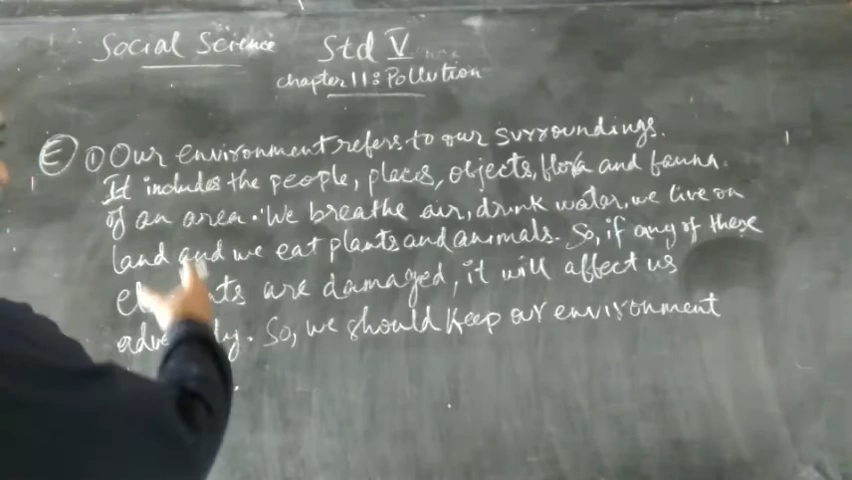 Social Science Std V
chapter 11: Pollution
E ① Our environment refers to our surroundings.
It includes the people, places, objects, flora and fauna
of an area. We breathe air, drink water, we live on
land and we eat plants and animals. So, if any of these
are damaged, it will affect us
. So, we should keep our environment